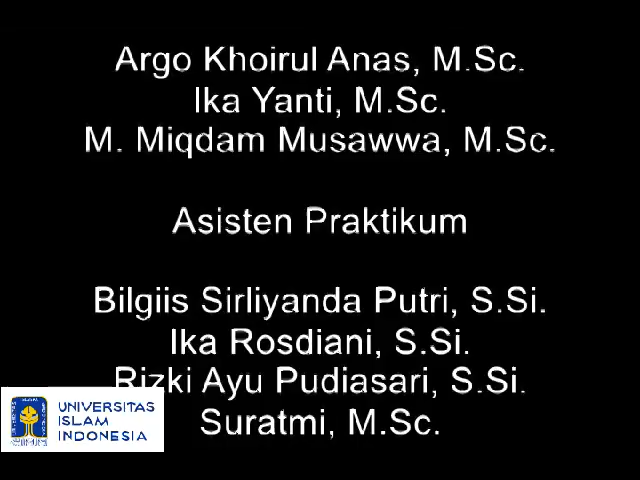 Argo Khoirul Anas, M.Sc.
Ika Yanti, M.Sc.
M. Miqdam Musawwa, M.Sc.
Asisten Praktikum
Bilgiis Sirliyanda Putri, S.Si.
Ika Rosdiani, S.Si.
Rizki Ayu Pudiasari, S.Si.
Suratmi, M.Sc.
UNIVERSITAS
ISLAM
INDONESIA